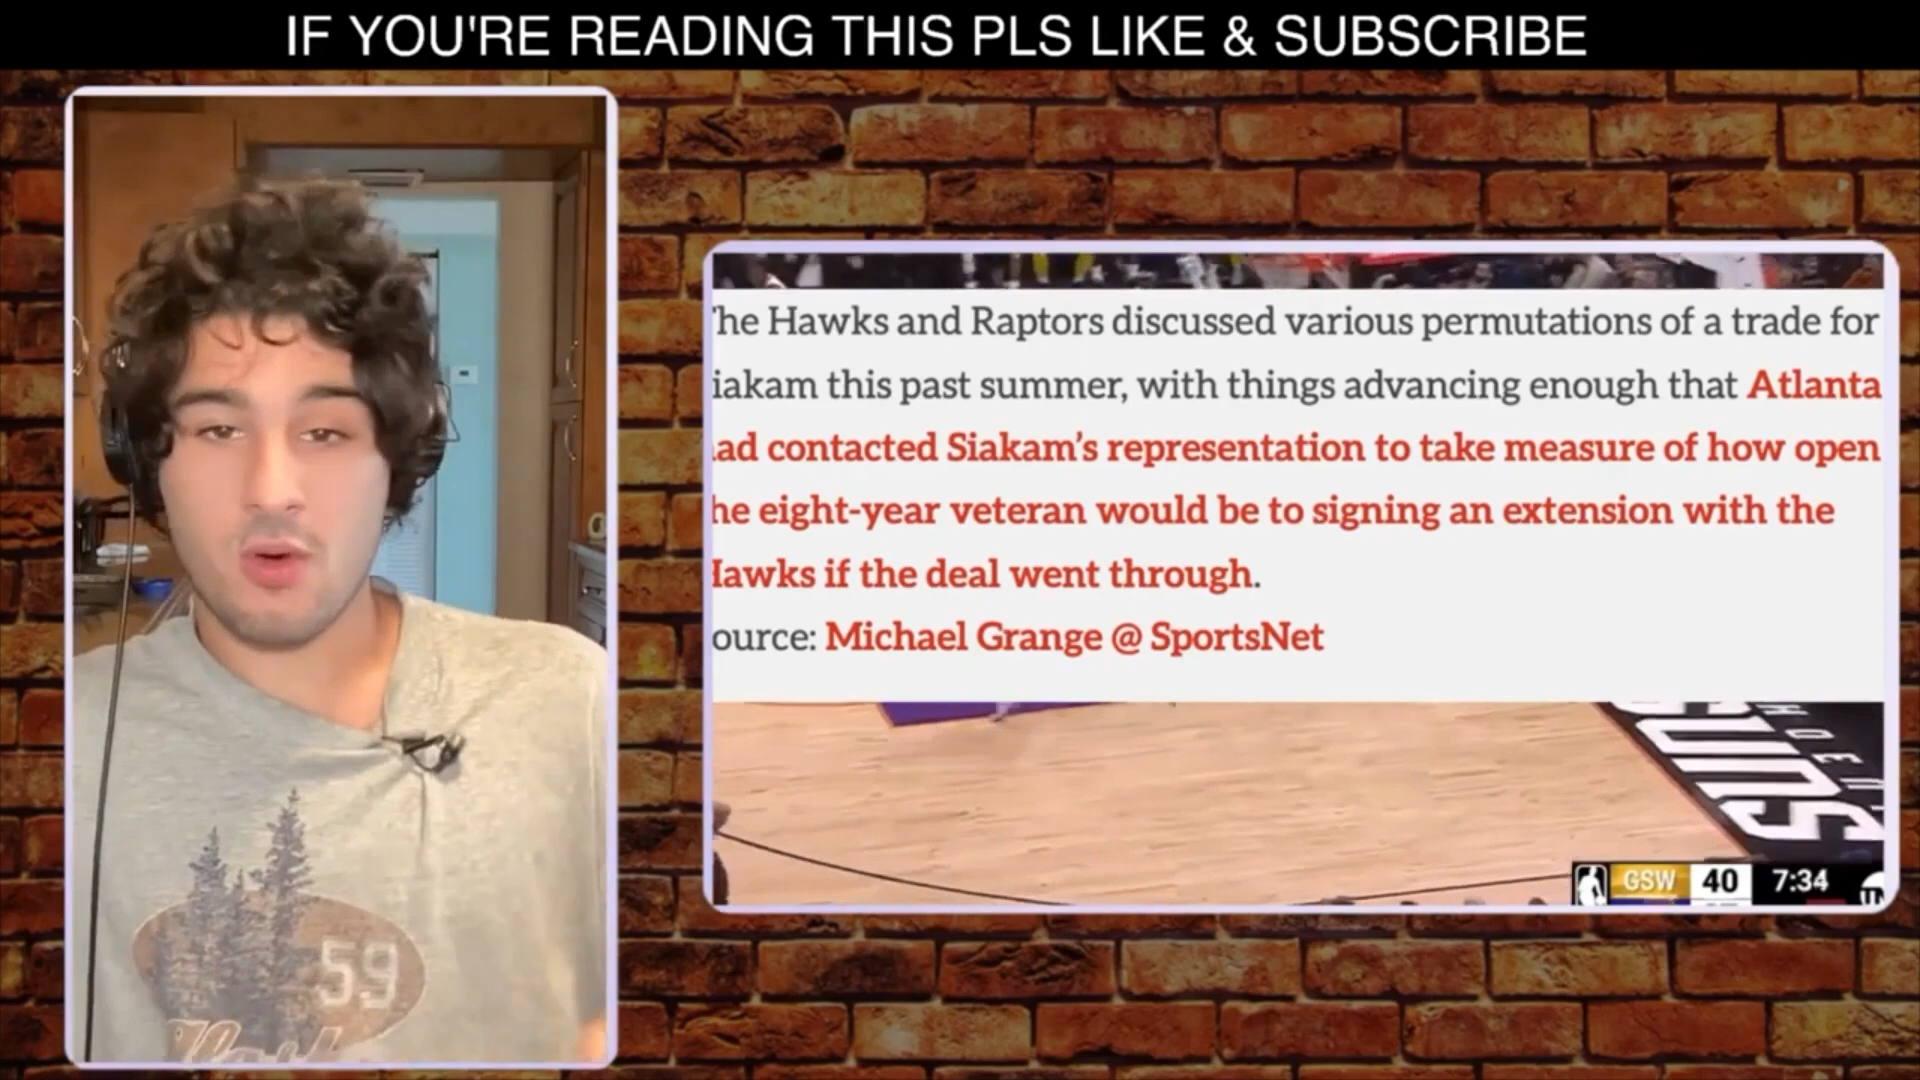 IF YOU'RE READING THIS PLS LIKE & SUBSCRIBE
he Hawks and Raptors discussed various permutations of a trade for
iakam this past summer, with things advancing enough that Atlanta
ad contacted Siakam's representation to take measure of how open
he eight-year veteran would be to signing an extension with the
awks if the deal went through.
ource: Michael Grange @ SportsNet
SUNS
GSW 40 7:34
59